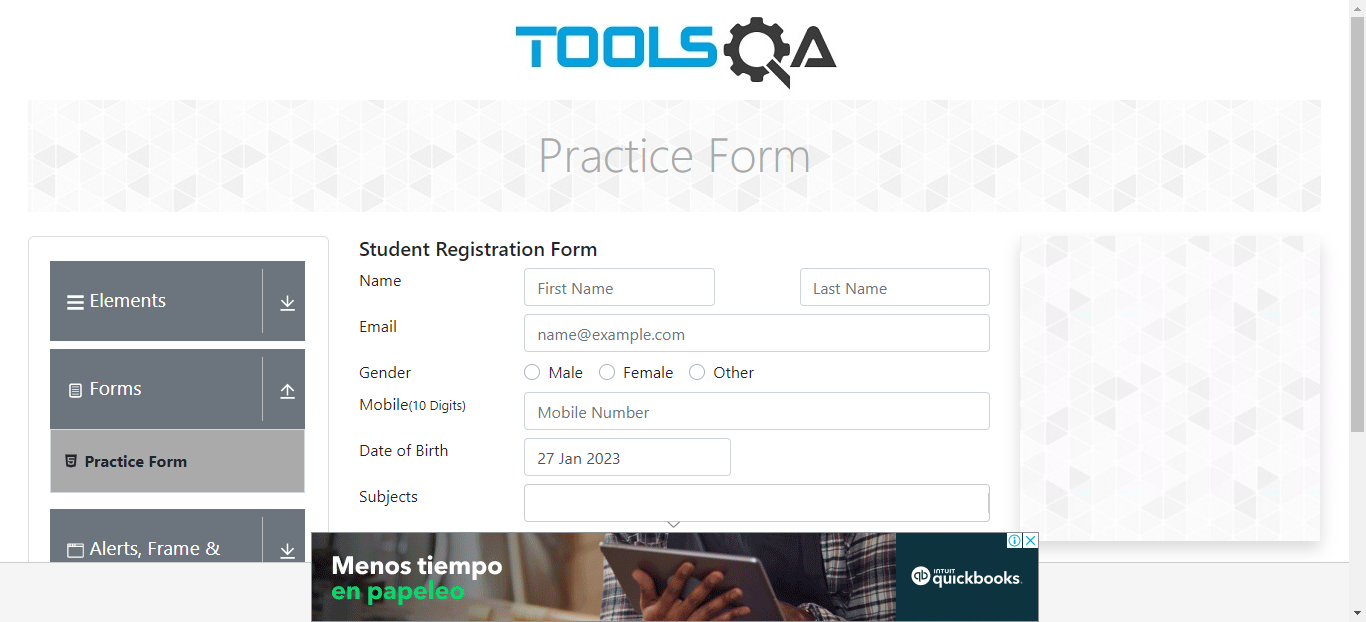 TOOLSQA
Practice Form
Elements
Forms
Practice Form
Alerts, Frame &
Student Registration Form
Name
First Name
Last Name
Email
name@example.com
Gender
Male
Female
Other
Mobile(10 Digits)
Mobile Number
Date of Birth
27 Jan 2023
Subjects
Menos tiempo
en papeleo
INTUIT
quickbooks.